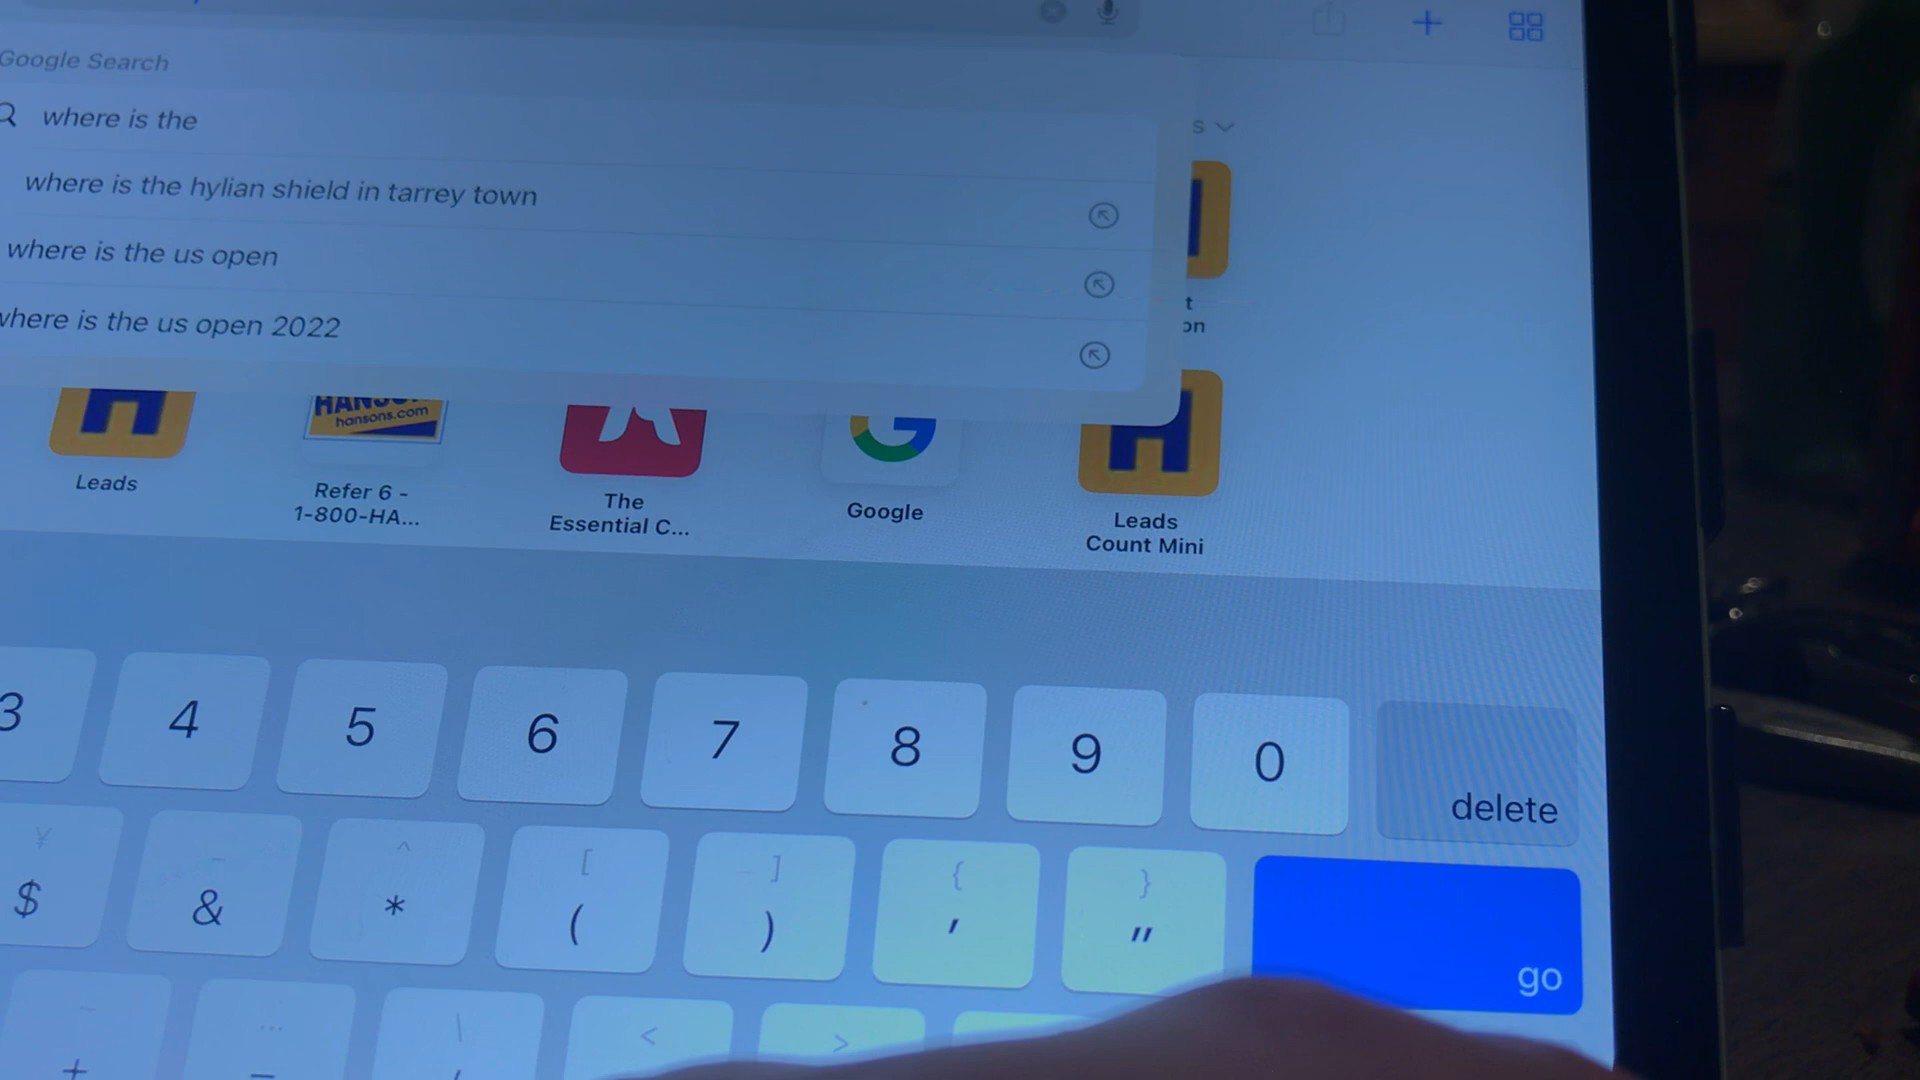 Google Search
where is the
s
where is the hylian shield in tarrey town
where is the us open
t
on
where is the us open 2022
hansons.com
Leads
Refer 6 -
1-800-HA...
The
Essential C...
Google
Leads
Count Mini
3 4 5 6 7 8 9 0 delete
¥ – ^ [ ] { }
$ & * ( ) ' " go
~ ... \ < >
+ –